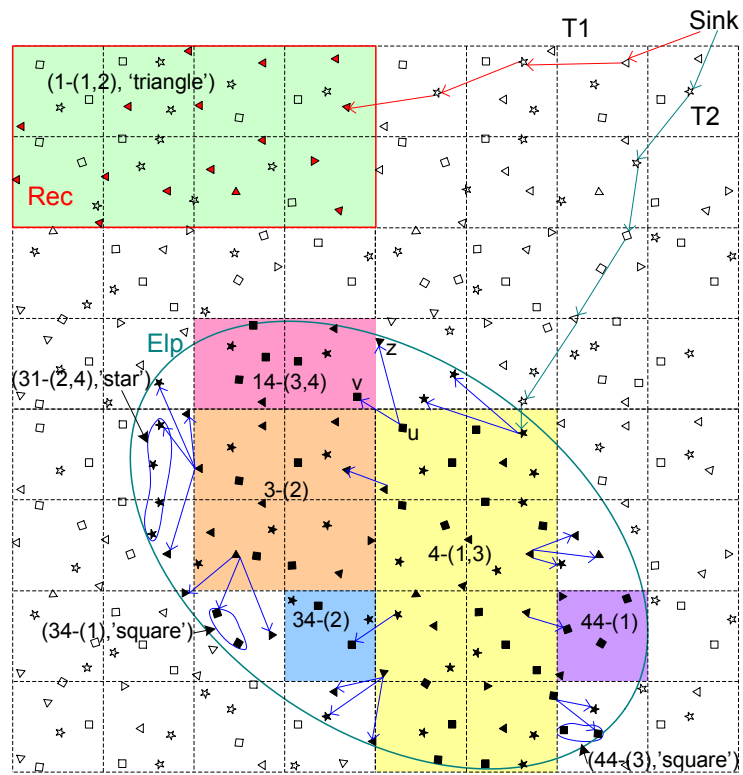 T1
Sink
(1-(1,2), ‘triangle’)
T2
Rec
Elp
z
(31-(2,4),’star’)
14-(3,4)
v
u
3-(2)
4-(1,3)
34-(2)
44-(1)
(34-(1),’square’)
(44-(3),’square’)